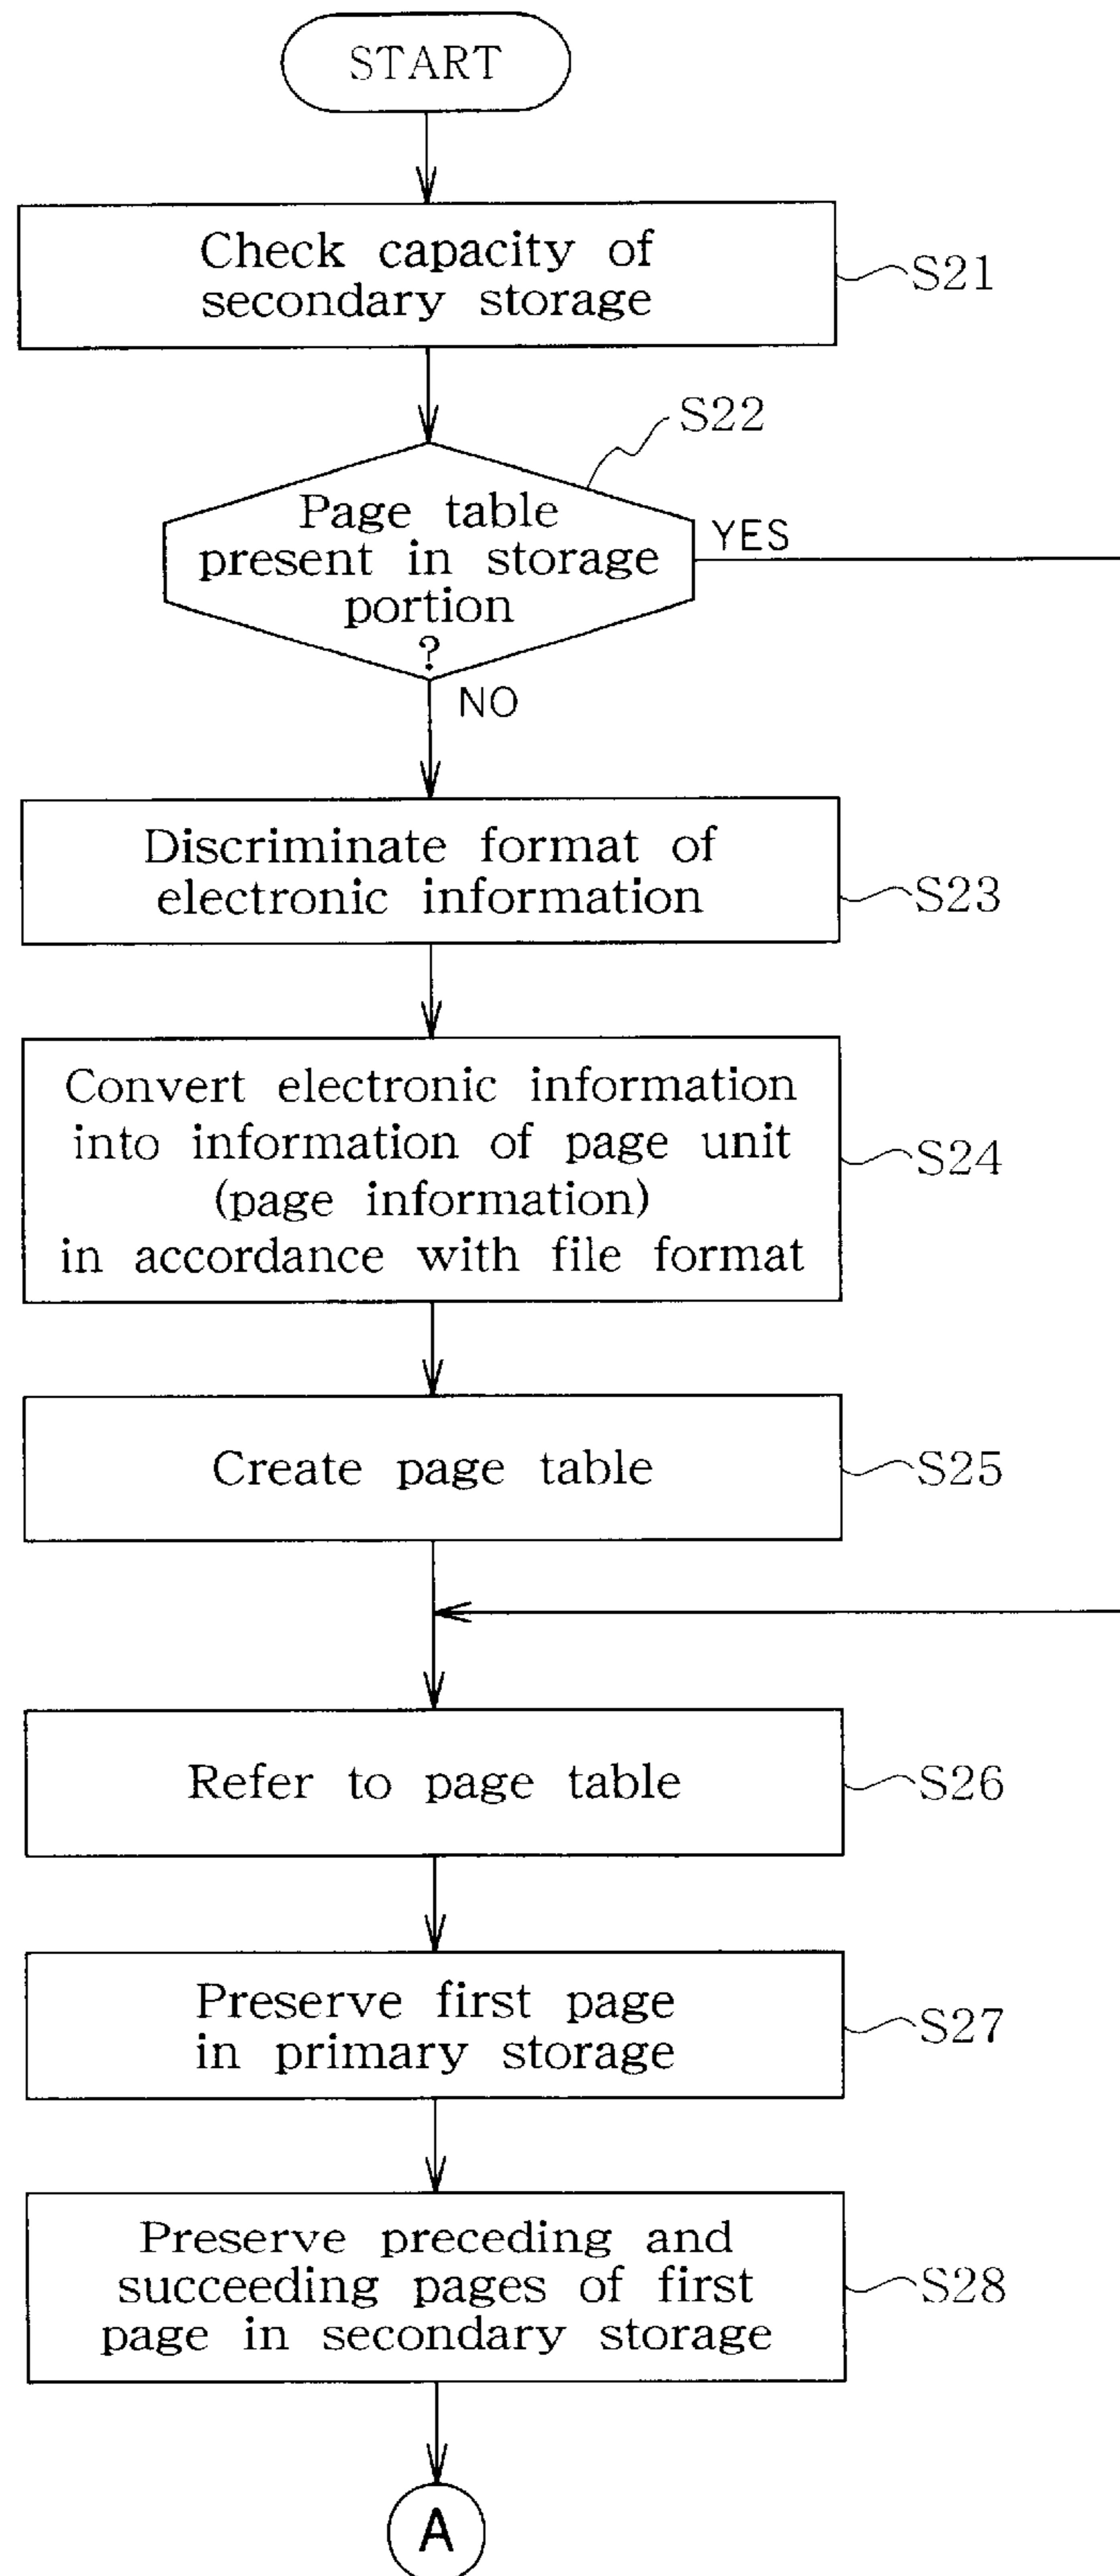 START
Check capacity of
secondary storage
S21
S22
Page table
present in storage
portion
?
YES
NO
Discriminate format of
electronic information
S23
Convert electronic information
into information of page unit
(page information)
in accordance with file format
S24
Create page table
S25
Refer to page table
S26
Preserve first page
in primary storage
S27
Preserve preceding and
succeeding pages of first
page in secondary storage
S28
A